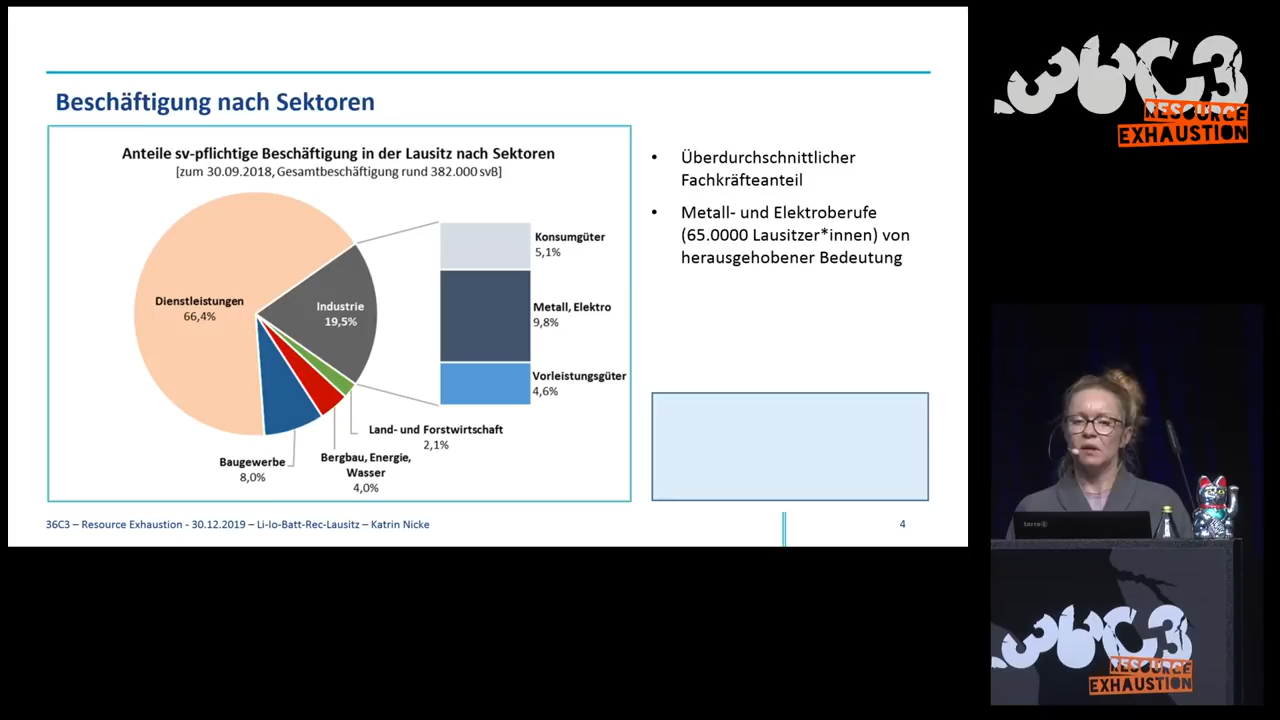 Beschäftigung nach Sektoren
Anteile sv-pflichtige Beschäftigung in der Lausitz nach Sektoren
[zum 30.09.2018, Gesamtbeschäftigung rund 382.000 svB]
Dienstleistungen
66,4%
Industrie
19,5%
Konsumgüter
5,1%
Metall, Elektro
9,8%
Vorleistungsgüter
4,6%
Land- und Forstwirtschaft
2,1%
Bergbau, Energie,
Wasser
4,0%
Baugewerbe
8,0%
• Überdurchschnittlicher
Fachkräfteanteil
• Metall- und Elektroberufe
(65.0000 Lausitzer*innen) von
herausgehobener Bedeutung
36C3 – Resource Exhaustion - 30.12.2019 – Li-Io-Batt-Rec-Lausitz – Katrin Nicke
4
36C3
RESOURCE
EXHAUSTION
terra
36C3
RESOURCE
EXHAUSTION